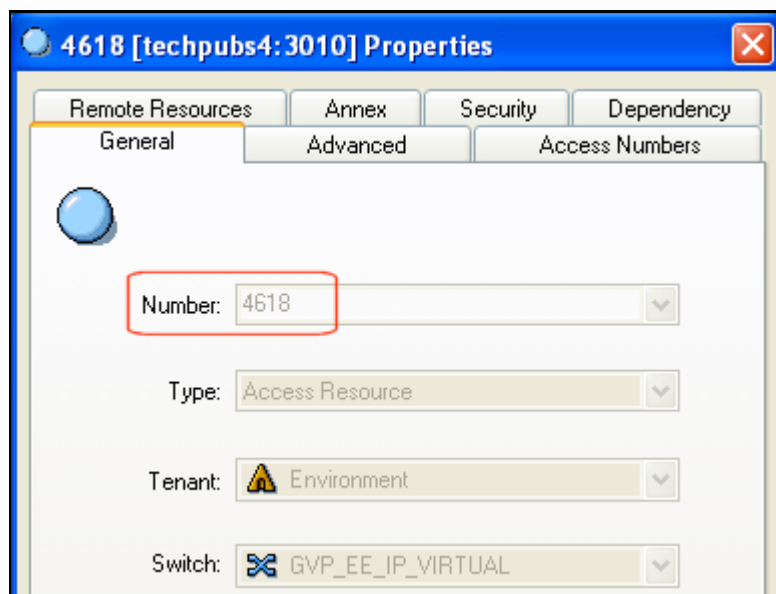 4618 [techpubs4:3010] Properties
Remote Resources Annex Security Dependency
General Advanced Access Numbers
Number: 4618
Type: Access Resource
Tenant: Environment
Switch: GVP_EE_IP_VIRTUAL